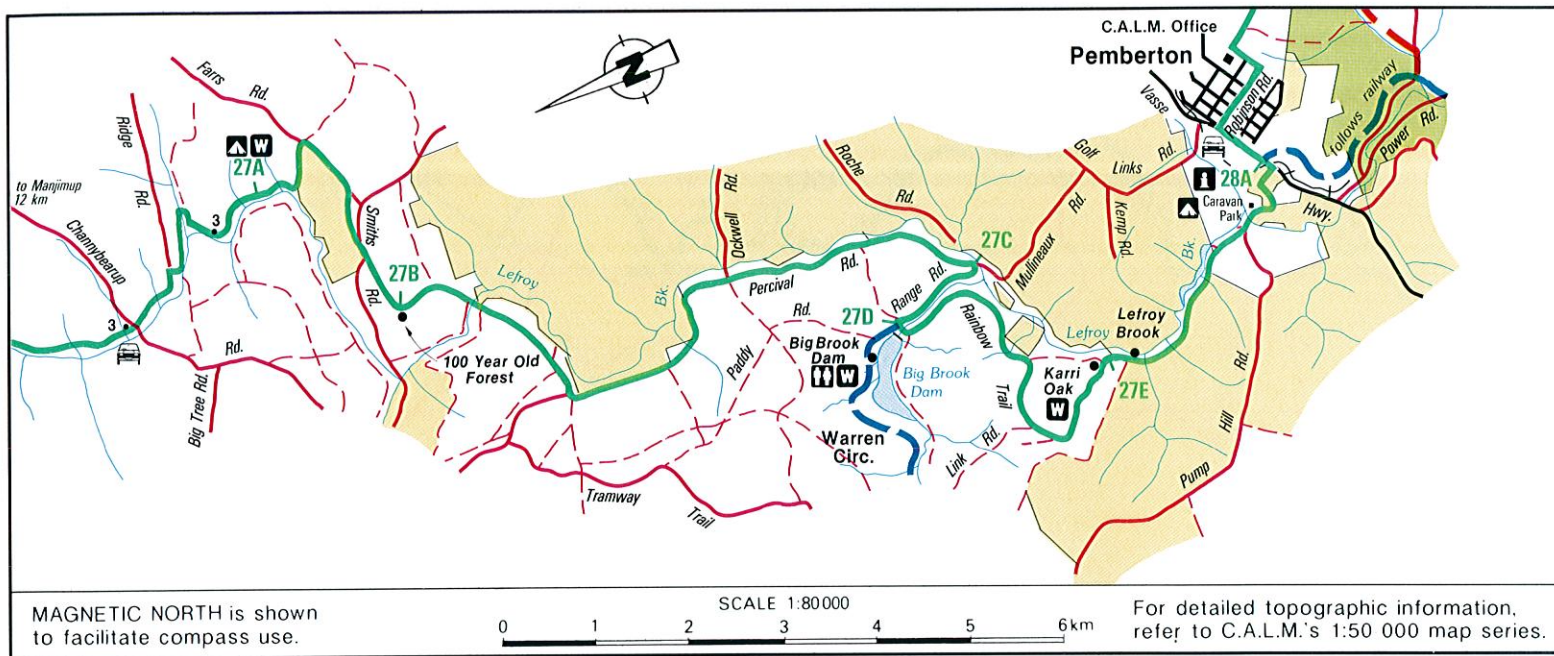 C.A.L.M. Office
Pemberton
Vasse
Robinson Rd.
railway
follows
Power Rd.
Farrs
Rd.
Ridge
Rd.
N
W
27A
to Manjimup
12 km
3
Channybearup
3
Rd.
Big Tree Rd.
Smiths
Rd.
27B
100 Year Old
Forest
Lefroy
Bk.
Ockwell
Rd.
Percival
Rd.
Roche
Rd.
Golf
Links
Rd.
Kemp Rd.
Mullineaux
Rd.
27C
Range Rd.
27D
Paddy
Rd.
Big Brook
Dam
W
Big Brook
Dam
Warren
Circ.
Rainbow
Trail
Link
Rd.
Karri
Oak
W
27E
Lefroy
Lefroy
Brook
Bk.
28A
Caravan
Park
Hwy.
Pump
Hill
Rd.
Tramway
Trail
MAGNETIC NORTH is shown
to facilitate compass use.
SCALE 1:80 000
0 1 2 3 4 5 6 km
For detailed topographic information,
refer to C.A.L.M.'s 1:50 000 map series.